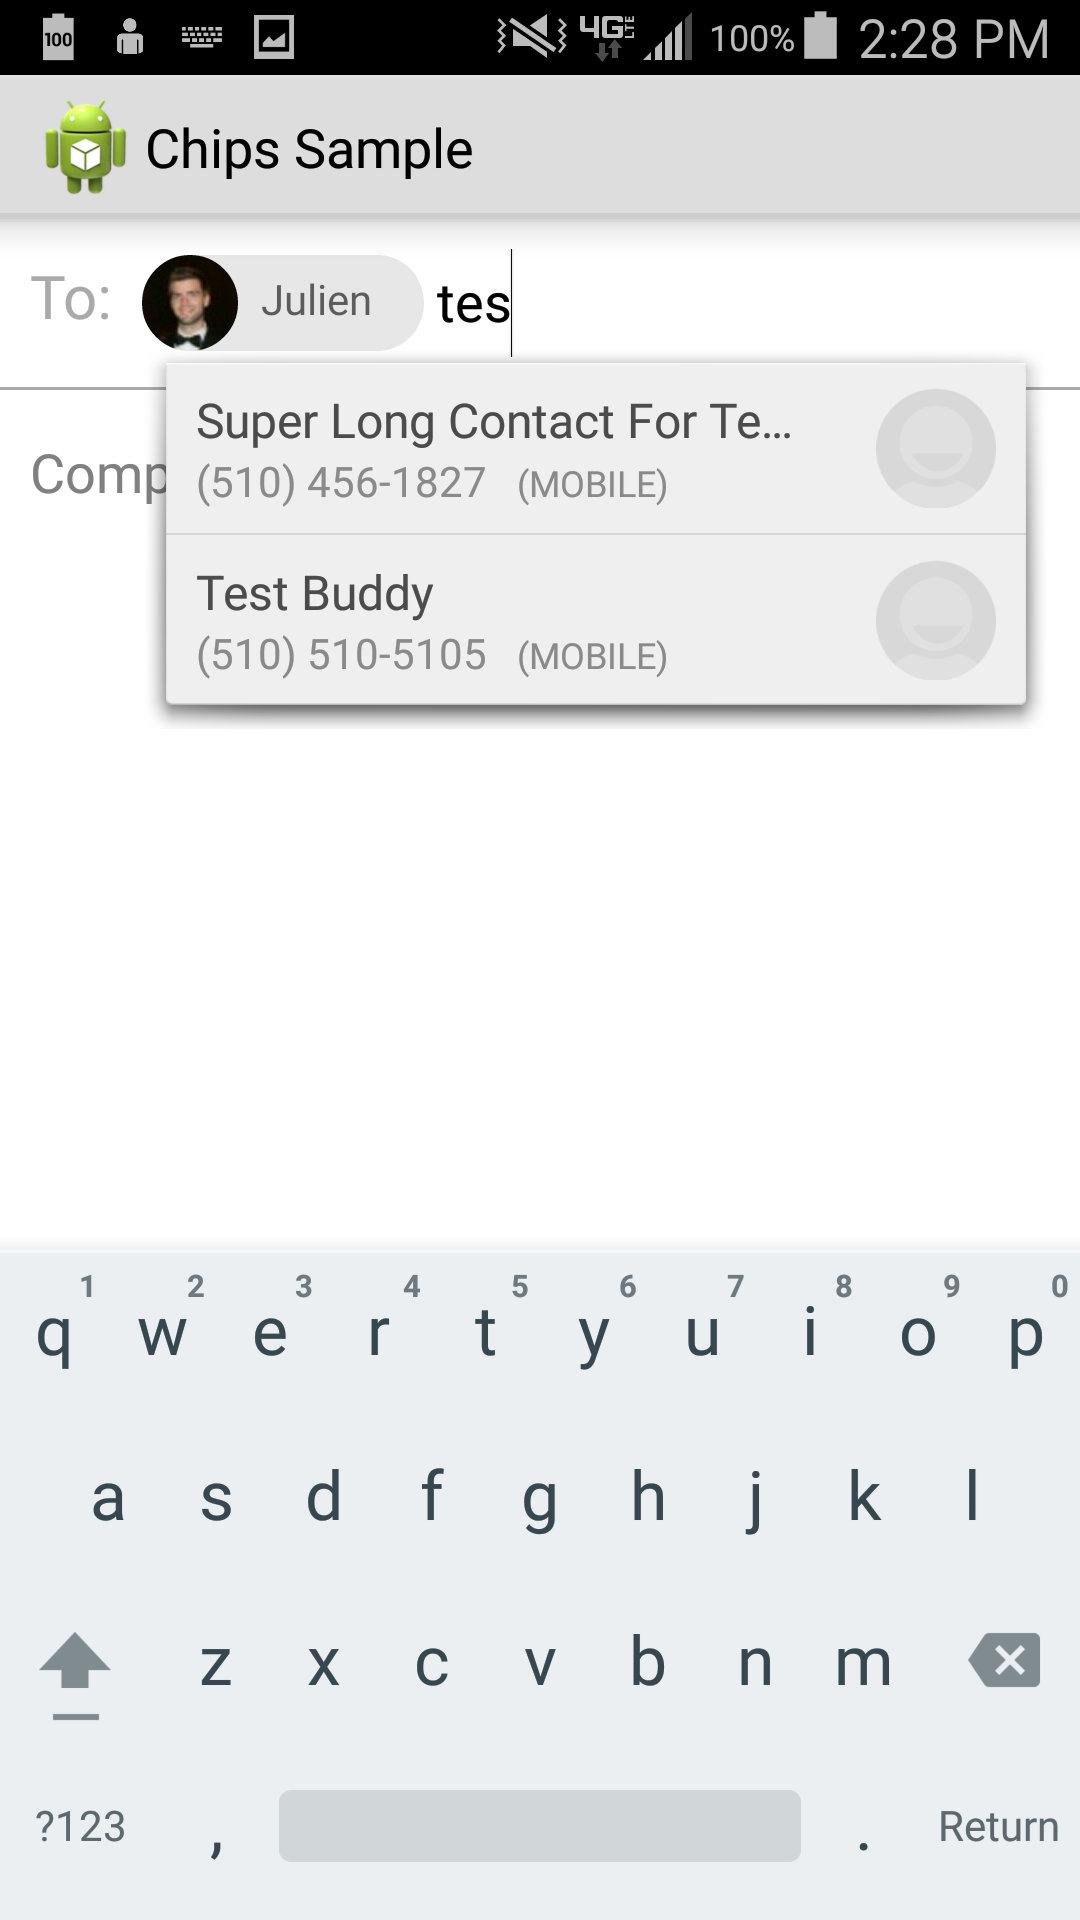 100 4G LTE 100% 2:28 PM
Chips Sample
To: Julien tes
Super Long Contact For Te...
(510) 456-1827 (MOBILE)
Comp
Test Buddy
(510) 510-5105 (MOBILE)
1 2 3 4 5 6 7 8 9 0
q w e r t y u i o p
a s d f g h j k l
z x c v b n m
?123 , . Return